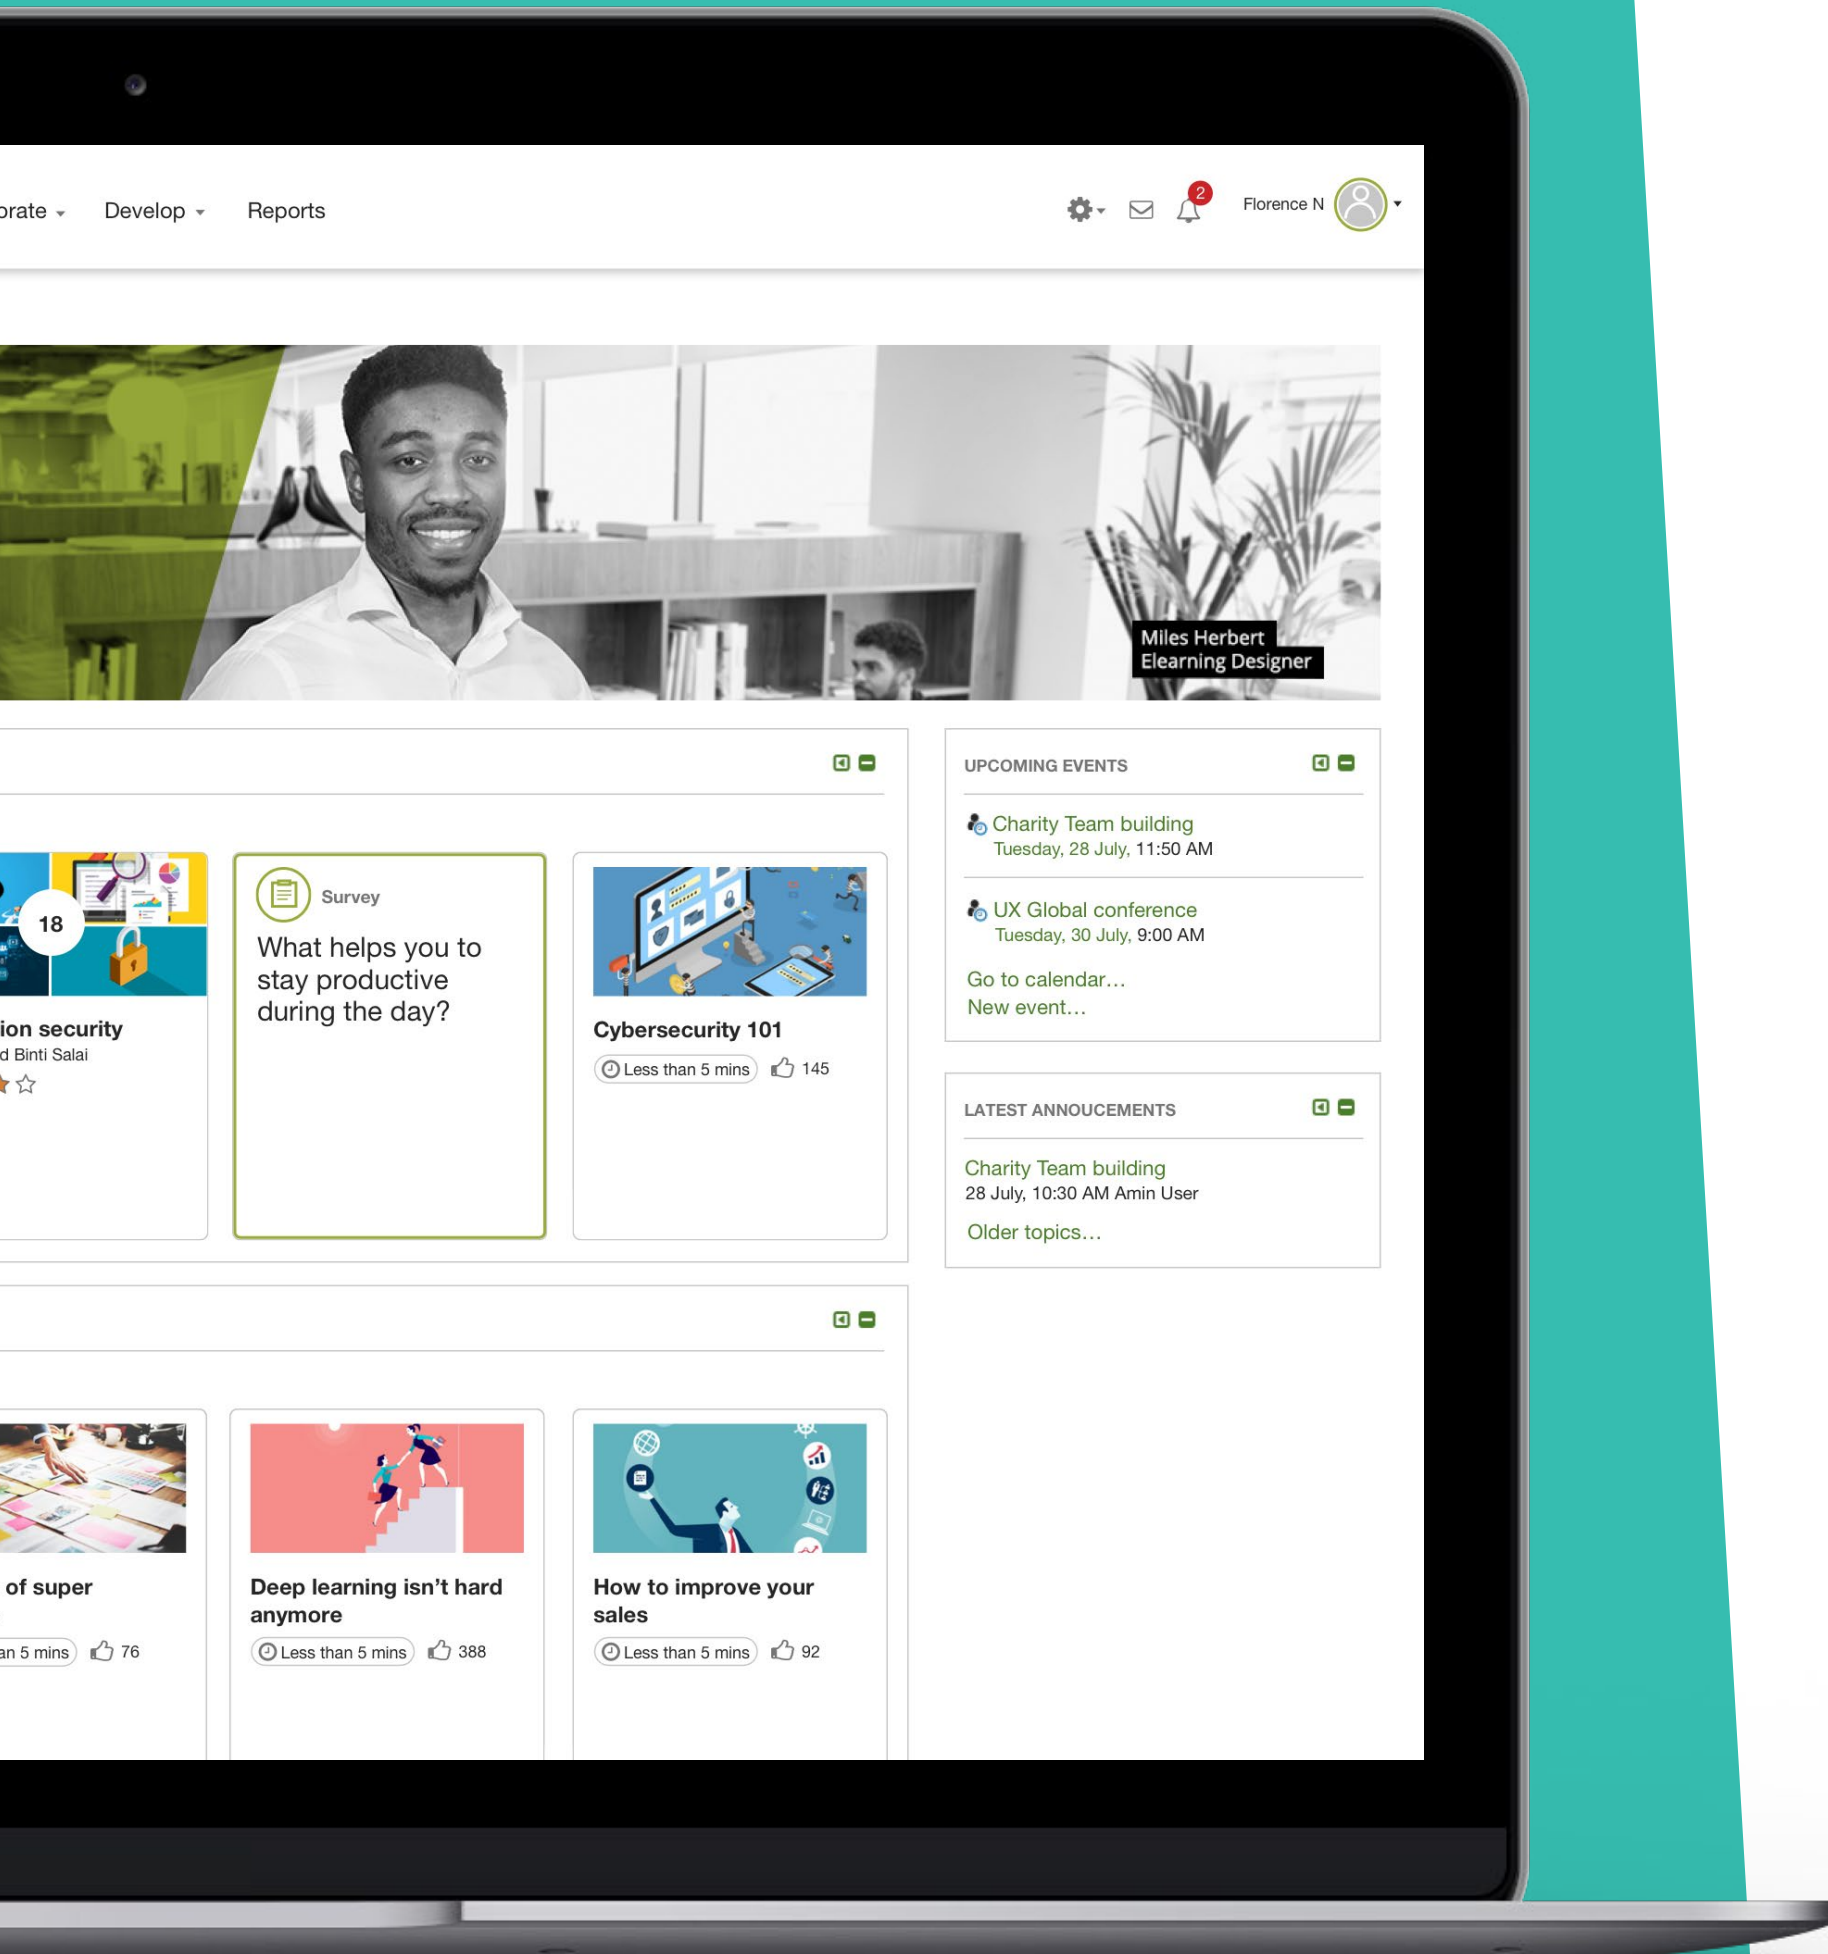 Develop
Reports
2
Florence N
Miles Herbert
Elearning Designer
UPCOMING EVENTS
Charity Team building
Tuesday, 28 July, 11:50 AM
UX Global conference
Tuesday, 30 July, 9:00 AM
Go to calendar...
New event...
18
security
Binti Salai
Survey
What helps you to
stay productive
during the day?
Cybersecurity 101
Less than 5 mins 145
LATEST ANNOUCEMENTS
Charity Team building
28 July, 10:30 AM Amin User
Older topics...
of super
5 mins 76
Deep learning isn't hard
anymore
Less than 5 mins 388
How to improve your
sales
Less than 5 mins 92